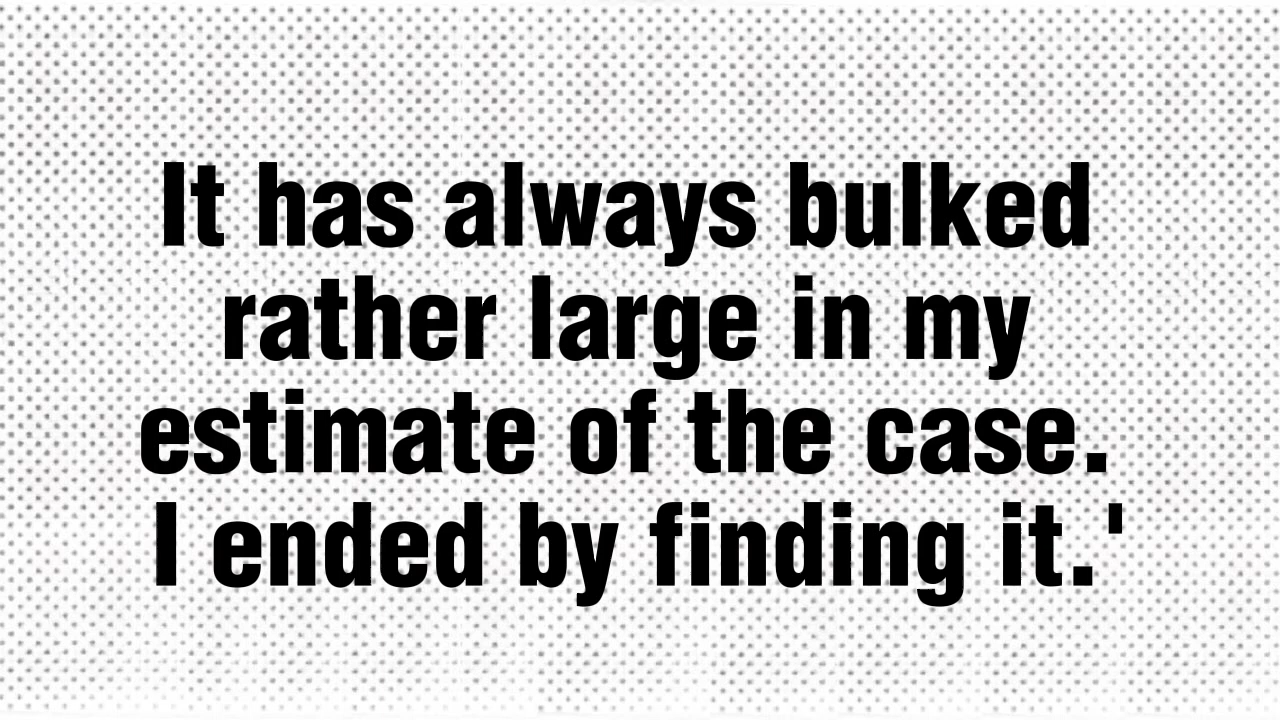 It has always bulked
rather large in my
estimate of the case.
I ended by finding it.'